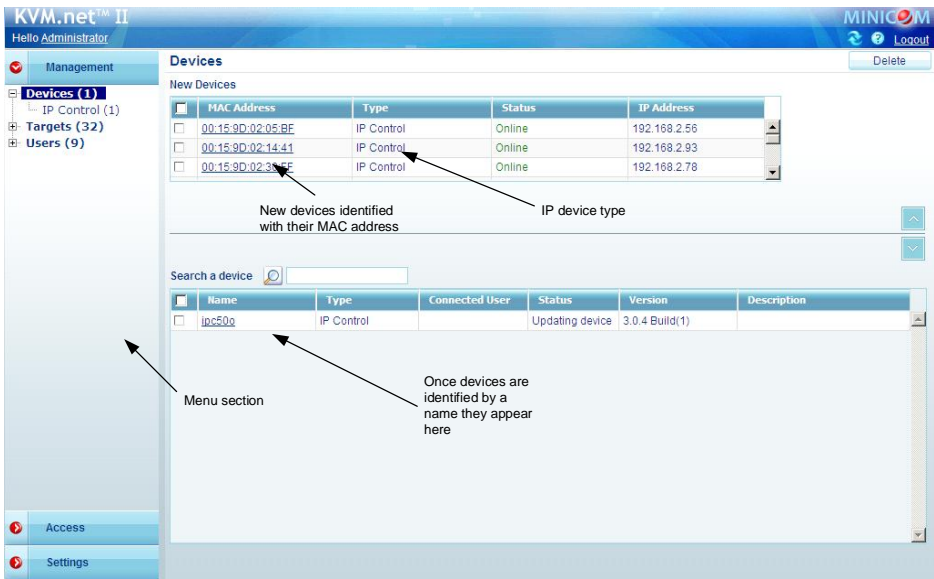 KVM.net™ II
MINICOM
Hello Administrator
Logout
Management
Devices
Delete
Devices (1)
IP Control (1)
Targets (32)
Users (9)
New Devices
MAC Address Type Status IP Address
00:15:9D:02:05:BF IP Control Online 192.168.2.56
00:15:9D:02:14:41 IP Control Online 192.168.2.93
IP Control Online 192.168.2.78
New devices identified
with their MAC address
IP device type
Search a device
Name Type Connected User Status Version Description
ipc50o IP Control Updating device 3.0.4 Build(1)
Menu section
Once devices are
identified by a
name they appear
here
Access
Settings